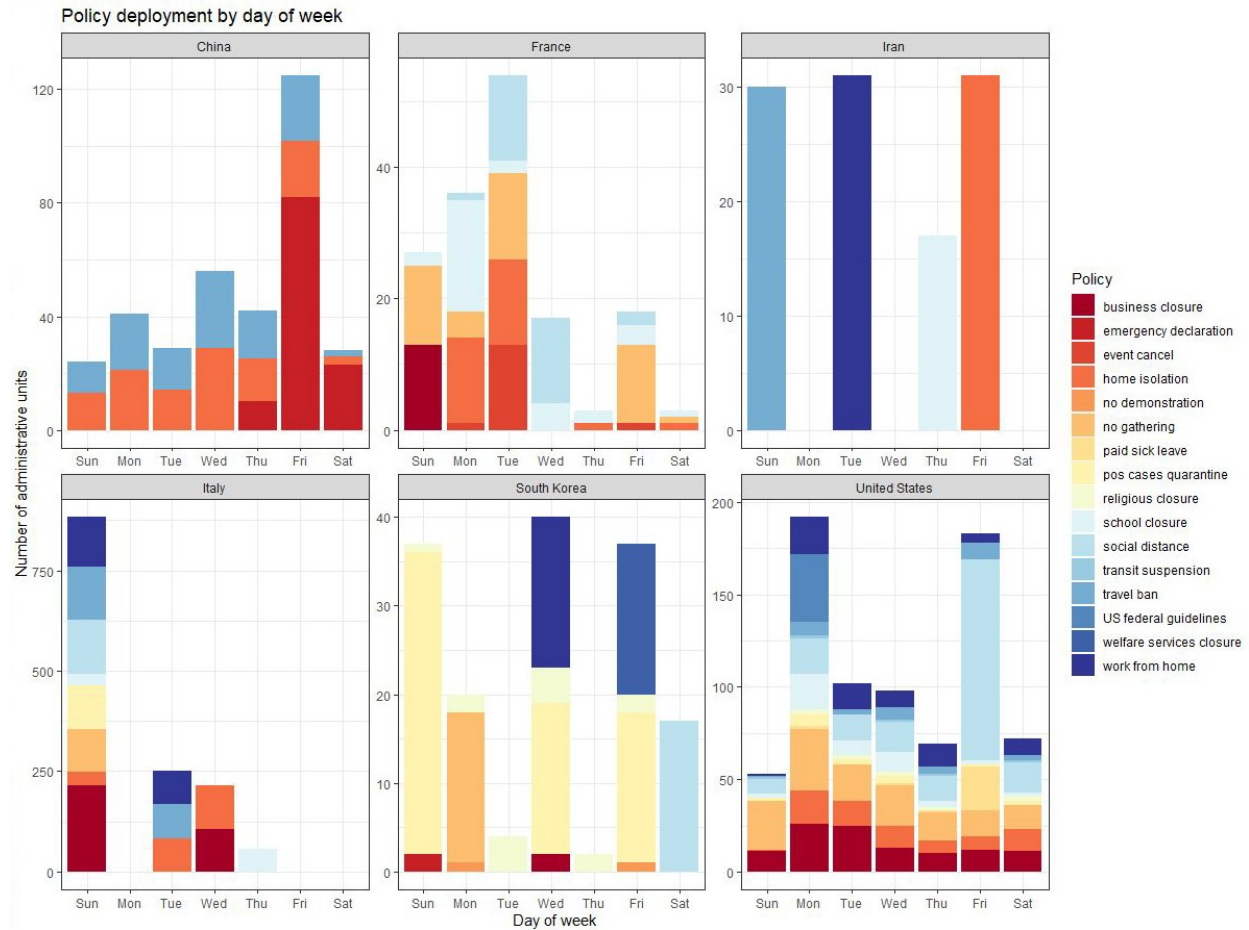 Policy deployment by day of week
China
France
Iran
120
80
40
0
40
20
0
30
20
10
0
Sun Mon Tue Wed Thu Fri Sat
Sun Mon Tue Wed Thu Fri Sat
Sun Mon Tue Wed Thu Fri Sat
Italy
South Korea
United States
750
500
250
0
40
30
20
10
0
200
150
100
50
0
Sun Mon Tue Wed Thu Fri Sat
Sun Mon Tue Wed Thu Fri Sat
Sun Mon Tue Wed Thu Fri Sat
Number of administrative units
Day of week
Policy
business closure
emergency declaration
event cancel
home isolation
no demonstration
no gathering
paid sick leave
pos cases quarantine
religious closure
school closure
social distance
transit suspension
travel ban
US federal guidelines
welfare services closure
work from home